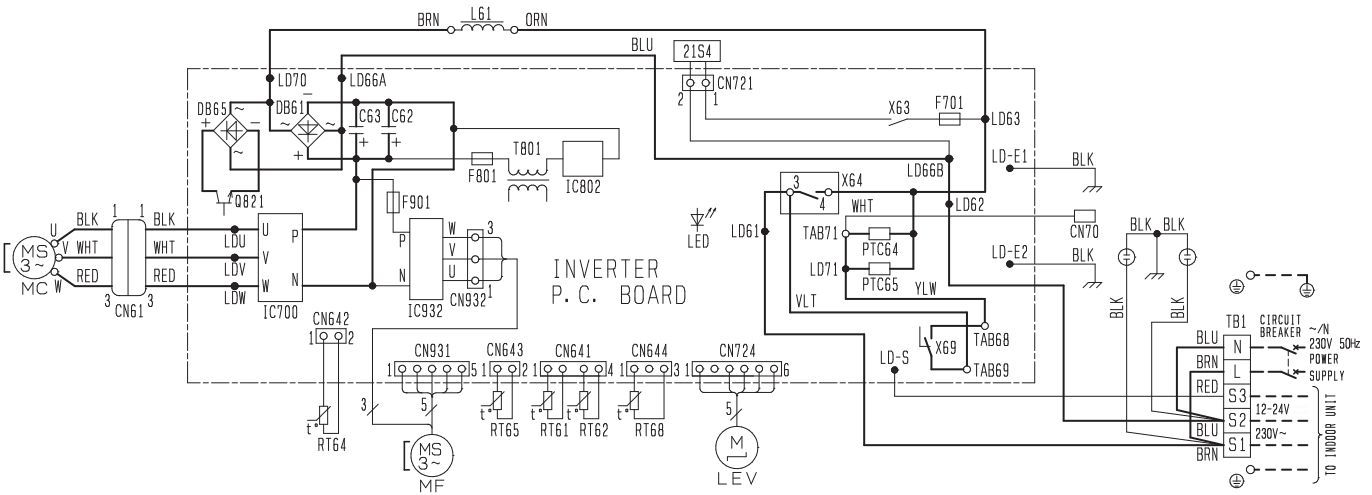 BRN L61 ORN
BLU
21S4
LD70 LD66A
CN721
2 1
DB65 ~ DB61 −
C63 C62
X63 F701
LD63
+ − ~ ~
+ +
~ +
T801
F801
IC802
LD66B
LD-E1 BLK
Q821
F901
3 X64
4
WHT
LD62
LED
LD61
TAB71
PTC64
CN70
BLK BLK
U BLK 1 1 BLK
LDU
U P
MS 3~
V WHT WHT
LDV
V
RED RED
LDW
W N
W
MC
3 3
CN61
IC700
P W 3
V
N U 1
IC932 CN932
INVERTER
P. C. BOARD
LD71
PTC65
LD-E2 BLK
VLT YLW
BLK BLK
CN642
1 2
X69
TAB68
TAB69
LD-S
CN931
1 5
CN643
1 2
CN641
1 4
CN644
1 3
CN724
1 6
t° RT64
3 5
t° RT65
t° RT61 t° RT62
t° RT68
5
MS 3~
MF
M
LEV
TB1 CIRCUIT
BREAKER ~/N
BLU N 230V 50Hz
BRN L POWER
SUPPLY
RED S3
12-24V
S2
BLU 230V~
S1
BRN
TO INDOOR UNIT